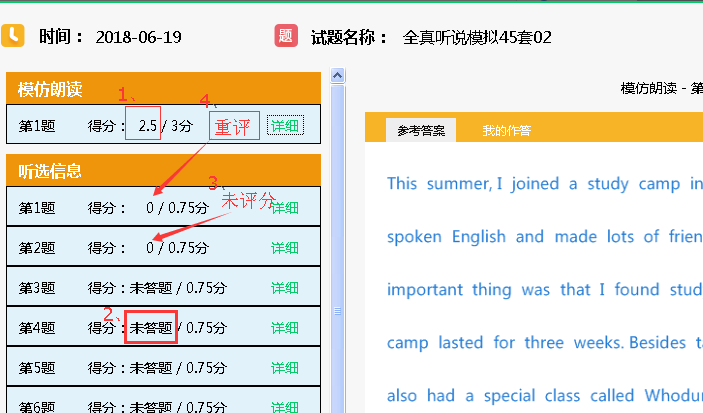 时间： 2018-06-19
题 试题名称： 全真听说模拟45套02
模仿朗读
1、
4、
第1题 得分： 2.5 / 3分 重评 详细
听选信息
3、
未评分
第1题 得分： 0 / 0.75分 详细
第2题 得分： 0 / 0.75分 详细
第3题 得分：未答题 / 0.75分 详细
2、
第4题 得分：未答题 / 0.75分 详细
第5题 得分：未答题 / 0.75分 详细
第6题 得分：未答题 / 0.75分 详细
模仿朗读 - 第
参考答案 我的作答
This summer, I joined a study camp in
spoken English and made lots of frien
important thing was that I found stud
camp lasted for three weeks. Besides ta
also had a special class called Whodun